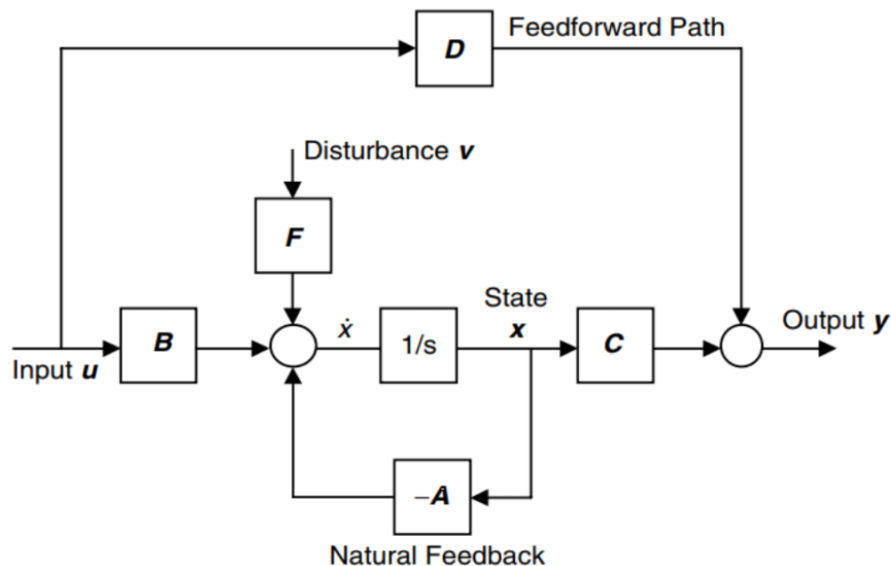 D
Feedforward Path
Disturbance v
F
B
ẋ
1/s
State
x
C
Output y
Input u
−A
Natural Feedback